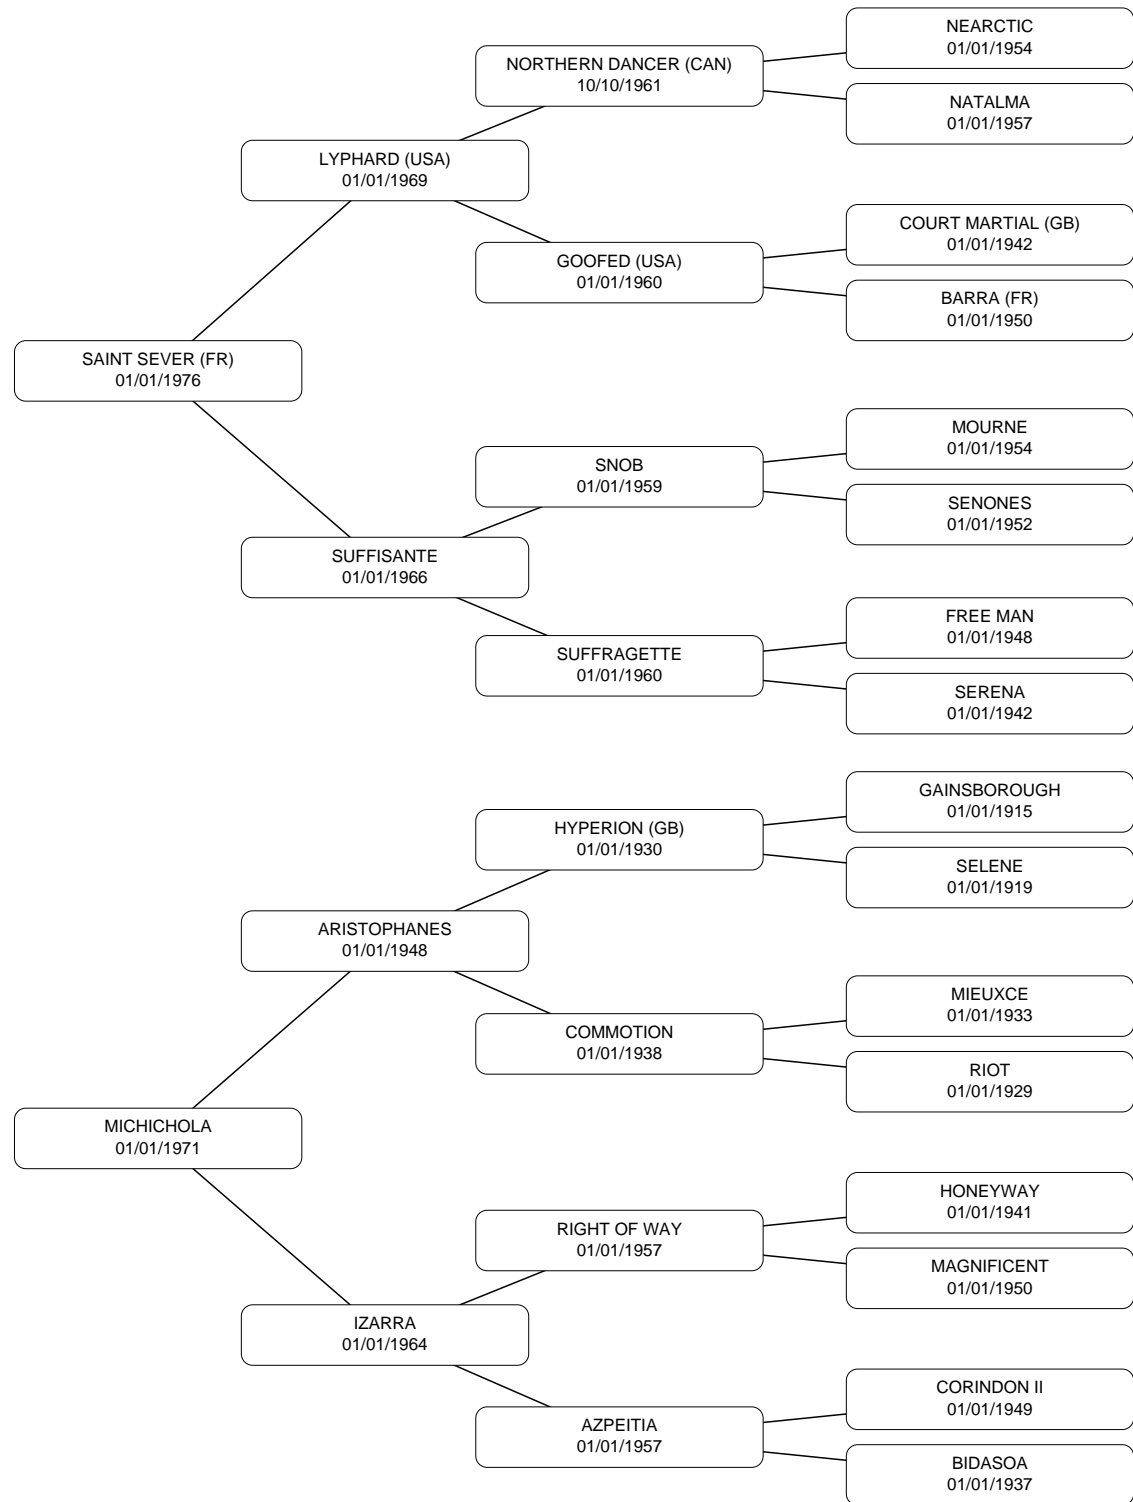 NEARCTIC
01/01/1954
NORTHERN DANCER (CAN)
10/10/1961
NATALMA
01/01/1957
LYPHARD (USA)
01/01/1969
COURT MARTIAL (GB)
01/01/1942
GOOFED (USA)
01/01/1960
BARRA (FR)
01/01/1950
SAINT SEVER (FR)
01/01/1976
MOURNE
01/01/1954
SNOB
01/01/1959
SENONES
01/01/1952
SUFFISANTE
01/01/1966
FREE MAN
01/01/1948
SUFFRAGETTE
01/01/1960
SERENA
01/01/1942
GAINSBOROUGH
01/01/1915
HYPERION (GB)
01/01/1930
SELENE
01/01/1919
ARISTOPHANES
01/01/1948
MIEUXCE
01/01/1933
COMMOTION
01/01/1938
RIOT
01/01/1929
MICHICHOLA
01/01/1971
HONEYWAY
01/01/1941
RIGHT OF WAY
01/01/1957
MAGNIFICENT
01/01/1950
IZARRA
01/01/1964
CORINDON II
01/01/1949
AZPEITIA
01/01/1957
BIDASOA
01/01/1937